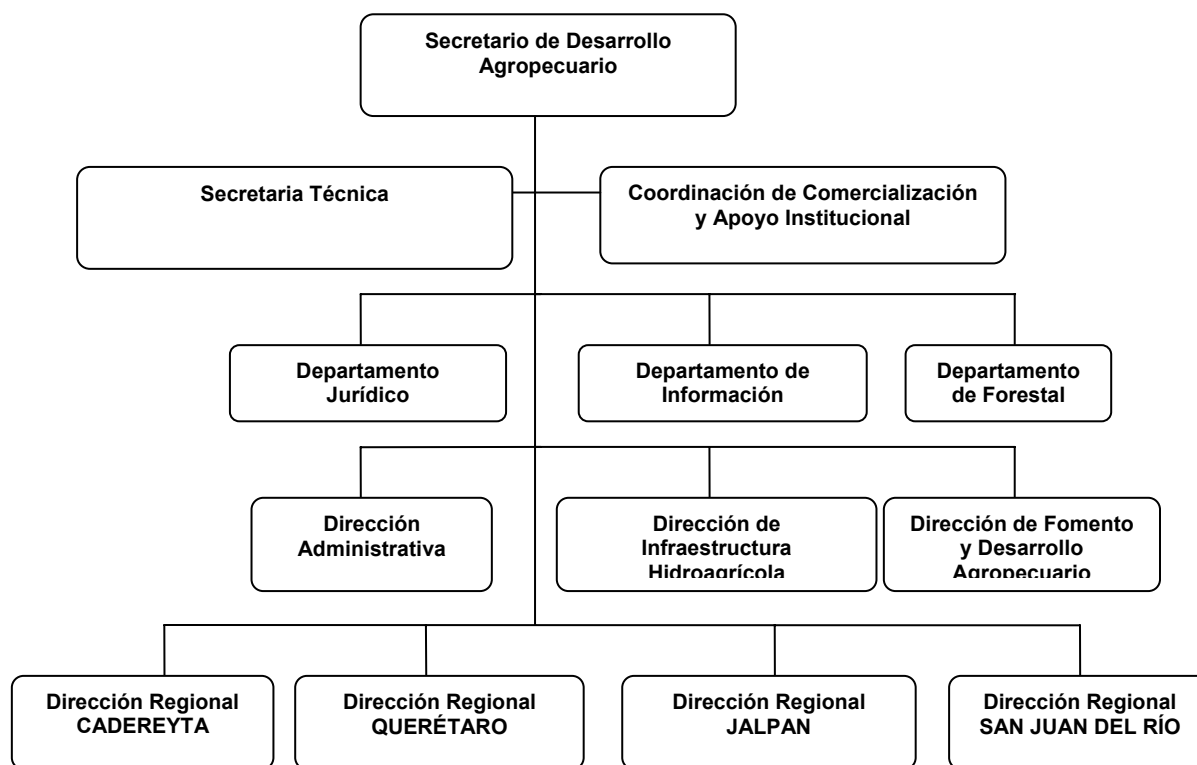 Secretario de Desarrollo
Agropecuario
Secretaria Técnica
Coordinación de Comercialización
y Apoyo Institucional
Departamento
Jurídico
Departamento de
Información
Departamento
de Forestal
Dirección
Administrativa
Dirección de
Infraestructura
Hidroagrícola
Dirección de Fomento
y Desarrollo
Agropecuario
Dirección Regional
CADEREYTA
Dirección Regional
QUERÉTARO
Dirección Regional
JALPAN
Dirección Regional
SAN JUAN DEL RÍO